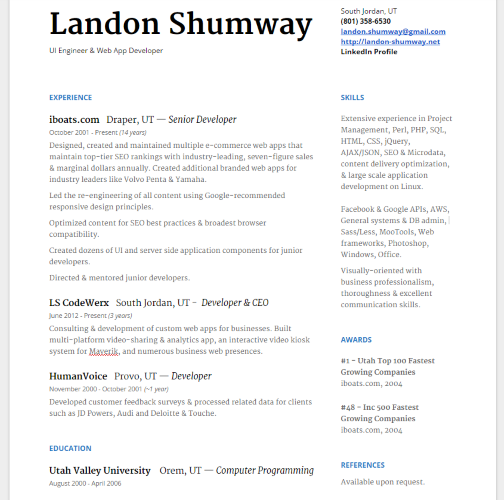 Landon Shumway
UI Engineer & Web App Developer
South Jordan, UT
(801) 358-6530
landon.shumway@gmail.com
http://landon-shumway.net
LinkedIn Profile
EXPERIENCE
iboats.com Draper, UT — Senior Developer
October 2001 - Present (14 years)
Designed, created and maintained multiple e-commerce web apps that
maintain top-tier SEO rankings with industry-leading, seven-figure sales
& marginal dollars annually. Created additional branded web apps for
industry leaders like Volvo Penta & Yamaha.
Led the re-engineering of all content using Google-recommended
responsive design principles.
Optimized content for SEO best practices & broadest browser
compatibility.
Created dozens of UI and server side application components for junior
developers.
Directed & mentored junior developers.
LS CodeWerx South Jordan, UT - Developer & CEO
June 2012 - Present (3 years)
Consulting & development of custom web apps for businesses. Built
multi-platform video-sharing & analytics app, an interactive video kiosk
system for Maverik, and numerous business web presences.
HumanVoice Provo, UT — Developer
November 2000 - October 2001 (~1 year)
Developed customer feedback surveys & processed related data for clients
such as JD Powers, Audi and Deloitte & Touche.
EDUCATION
Utah Valley University Orem, UT — Computer Programming
August 2000 - April 2006
SKILLS
Extensive experience in Project
Management, Perl, PHP, SQL,
HTML, CSS, jQuery,
AJAX/JSON, SEO & Microdata,
content delivery optimization,
& large scale application
development on Linux.
Facebook & Google APIs, AWS,
General systems & DB admin,
Sass/Less, MooTools, Web
frameworks, Photoshop,
Windows, Office.
Visually-oriented with
business professionalism,
thoroughness & excellent
communication skills.
AWARDS
#1 - Utah Top 100 Fastest
Growing Companies
iboats.com, 2004
#48 - Inc 500 Fastest
Growing Companies
iboats.com, 2004
REFERENCES
Available upon request.